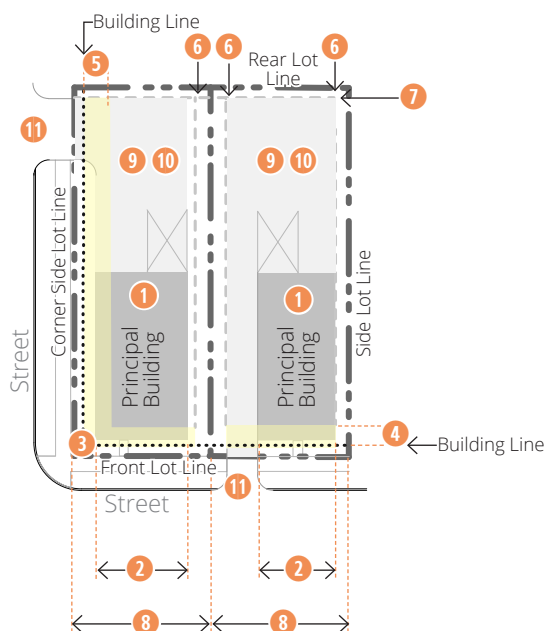 Building Line
6
6
6
Rear Lot
Line
5
7
11
9
10
9
10
Corner Side Lot Line
Side Lot Line
Street
1
1
Principal
Building
Principal
Building
3
4
Building Line
Front Lot Line
11
Street
2
2
8
8